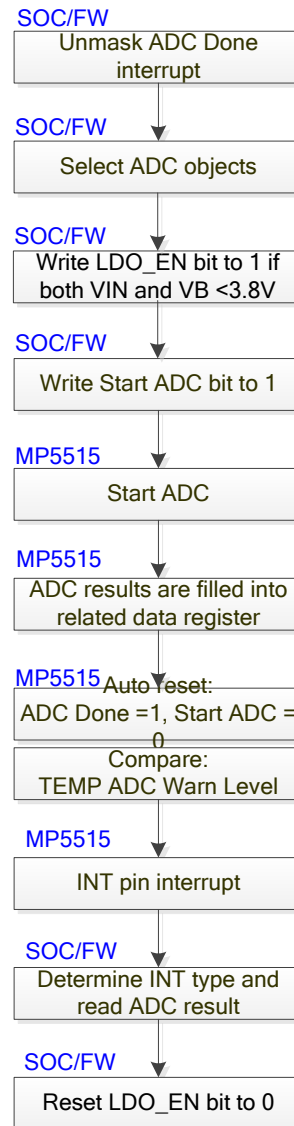 SOC/FW
Unmask ADC Done
interrupt
SOC/FW
Select ADC objects
SOC/FW
Write LDO_EN bit to 1 if
both VIN and VB <3.8V
SOC/FW
Write Start ADC bit to 1
MP5515
Start ADC
MP5515
ADC results are filled into
related data register
MP5515
Auto reset:
ADC Done =1, Start ADC =
0
Compare:
TEMP ADC Warn Level
MP5515
INT pin interrupt
SOC/FW
Determine INT type and
read ADC result
SOC/FW
Reset LDO_EN bit to 0